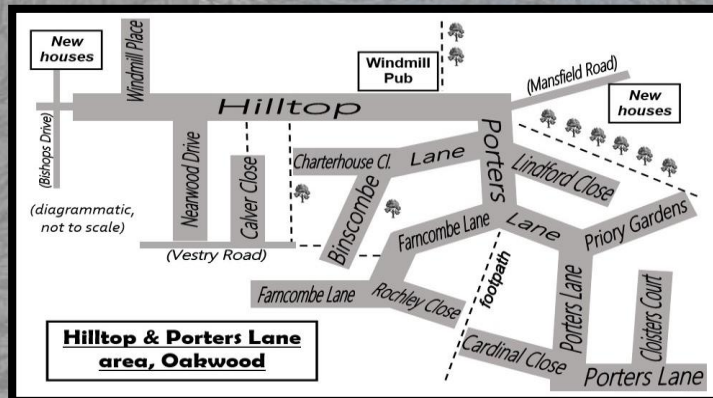 New
houses
Windmill Place
Windmill
Pub
(Mansfield Road)
New
houses
Hilltop
(Bishops Drive)
Nearwood Drive
Calver Close
Charterhouse Cl.
Binscombe Lane
Porters Lane
Lindford Close
Priory Gardens
(diagrammatic,
not to scale)
(Vestry Road)
Farncombe Lane
Farncombe Lane
Rochley Close
footpath
Porters Lane
Cloisters Court
Cardinal Close
Porters Lane
Hilltop & Porters Lane
area, Oakwood